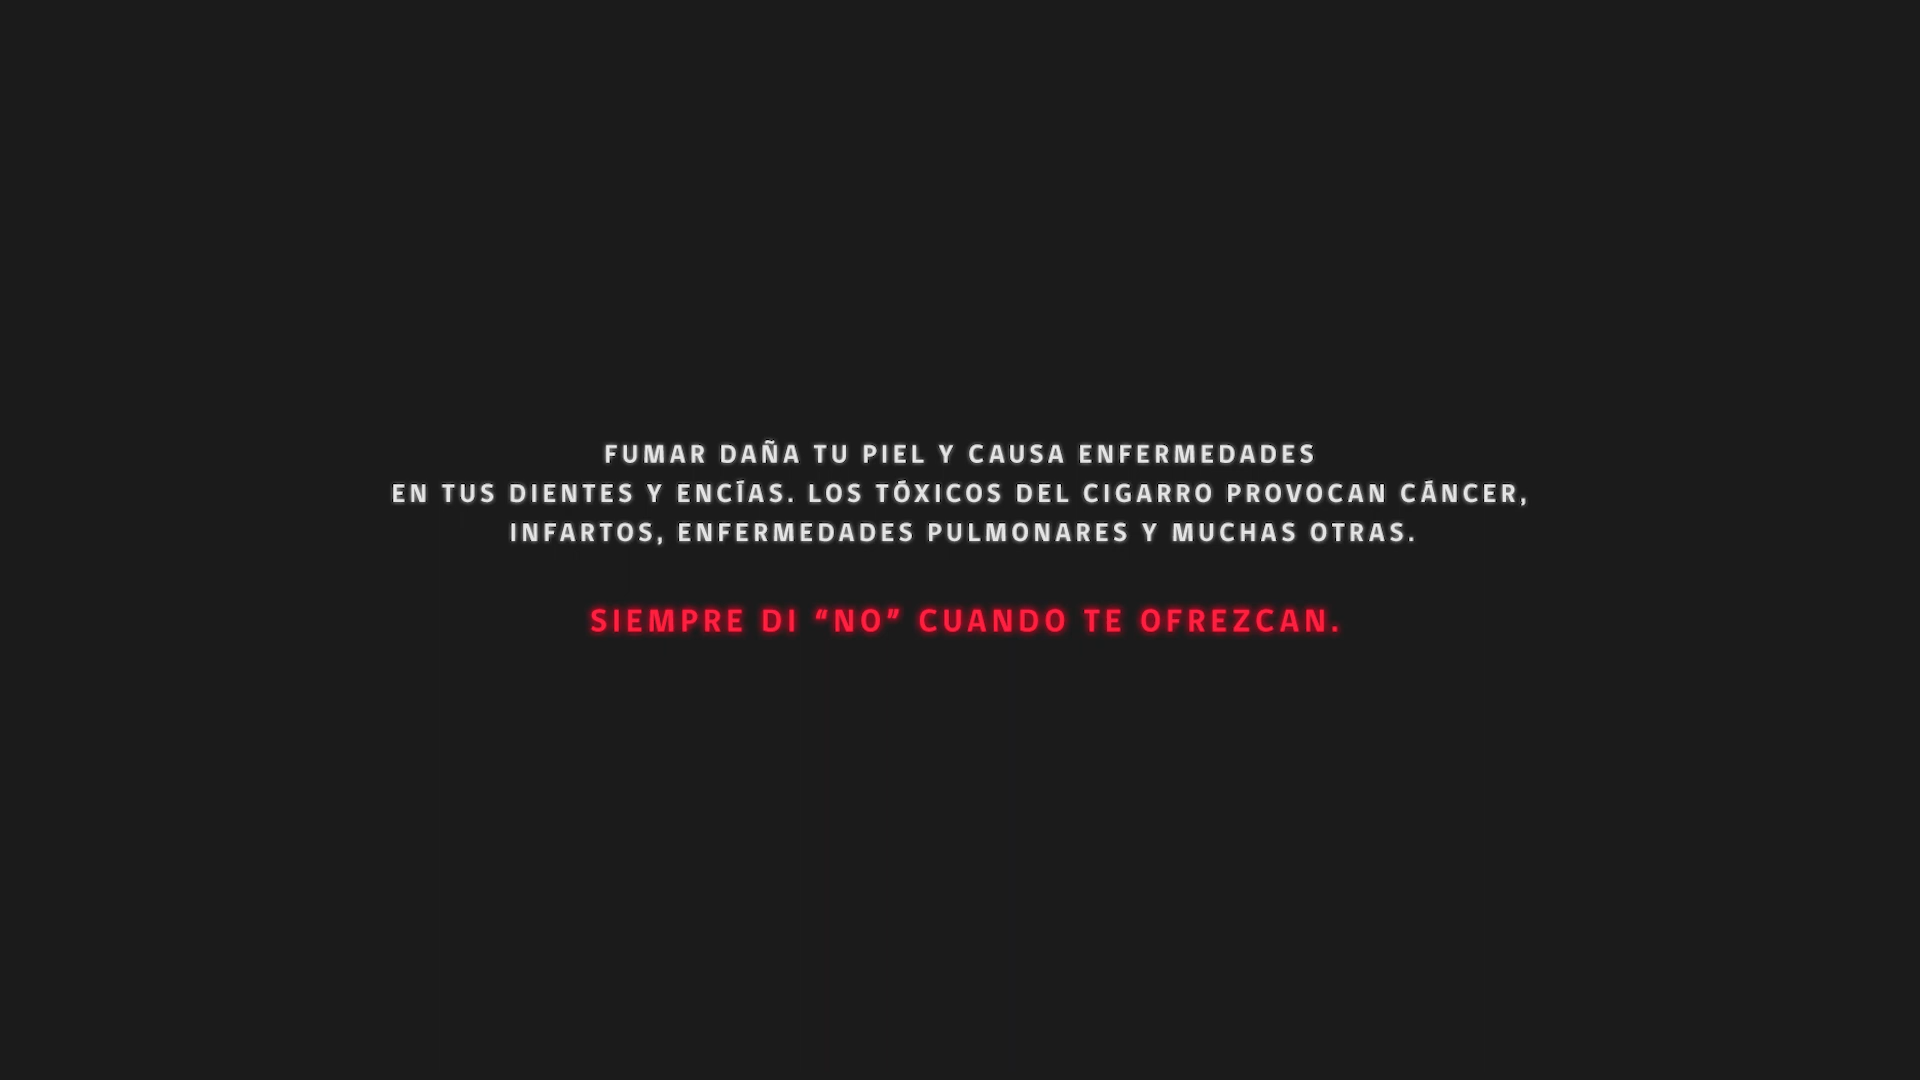 FUMAR DAÑA TU PIEL Y CAUSA ENFERMEDADES
EN TUS DIENTES Y ENCÍAS. LOS TÓXICOS DEL CIGARRO PROVOCAN CÁNCER,
INFARTOS, ENFERMEDADES PULMONARES Y MUCHAS OTRAS.
SIEMPRE DI “NO” CUANDO TE OFREZCAN.